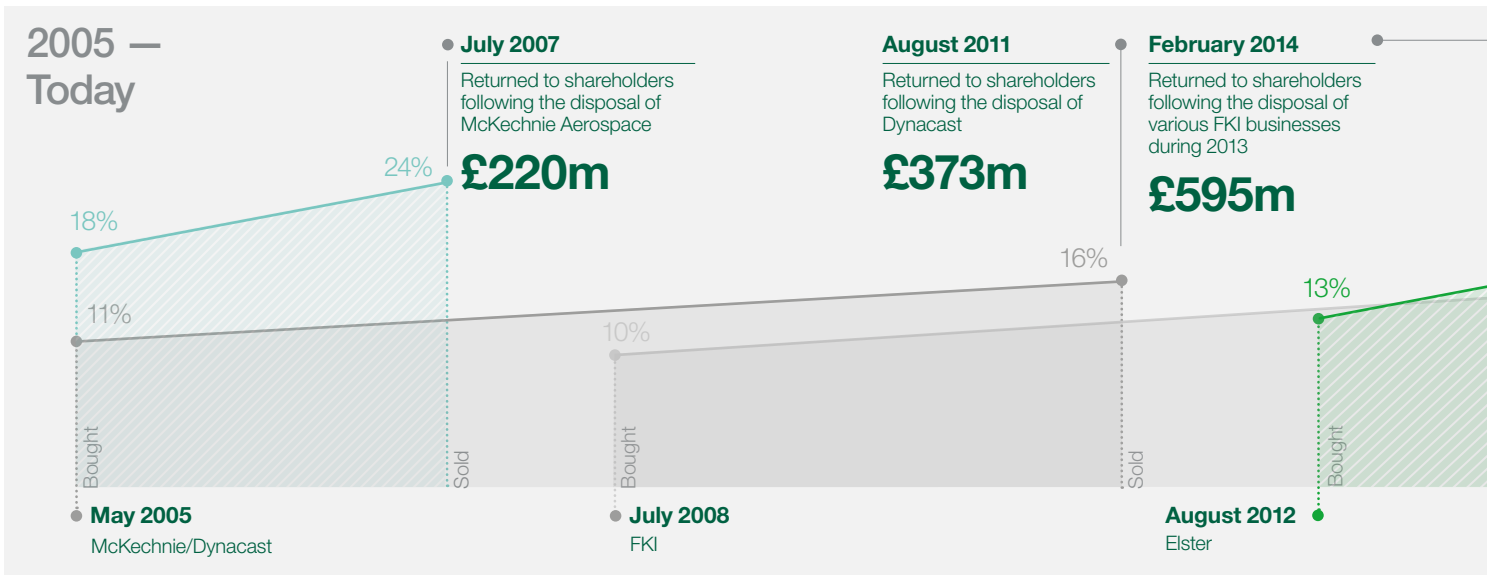 2005 —
Today
July 2007
Returned to shareholders
following the disposal of
McKechnie Aerospace
£220m
August 2011
Returned to shareholders
following the disposal of
Dynacast
£373m
February 2014
Returned to shareholders
following the disposal of
various FKI businesses
during 2013
£595m
24%
18%
11%
10%
16%
13%
Bought
Sold
Bought
Sold
Bought
May 2005
McKechnie/Dynacast
July 2008
FKI
August 2012
Elster